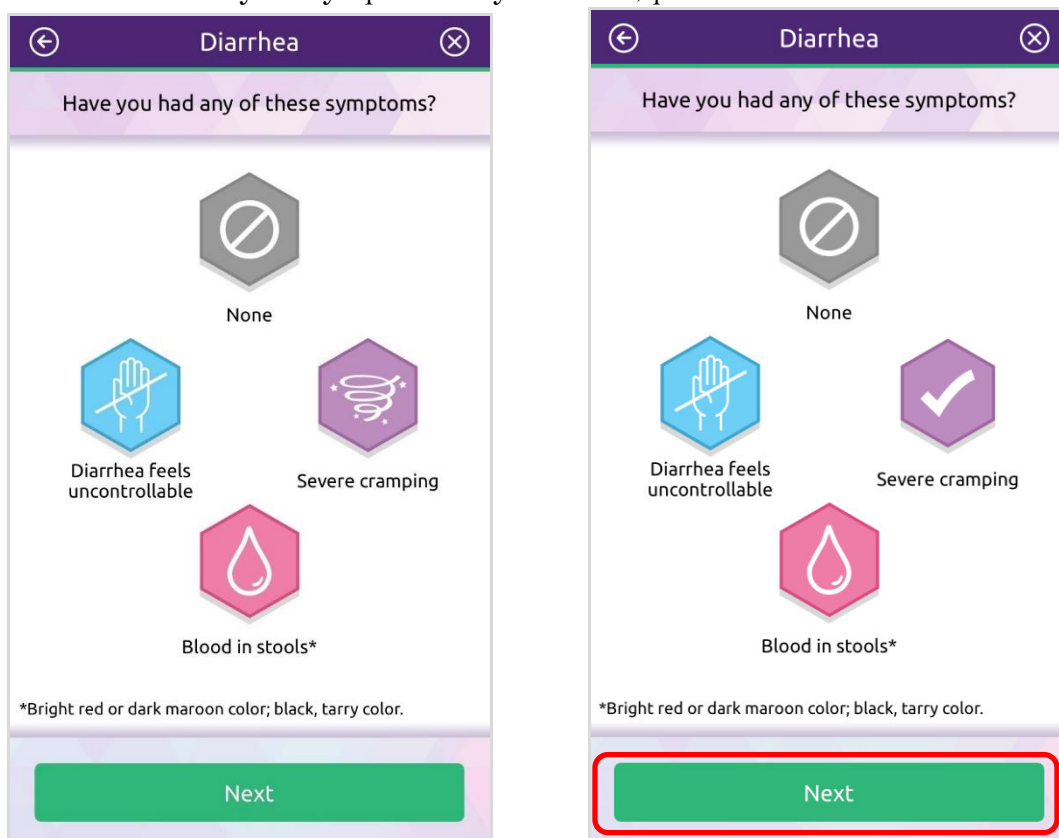 Diarrhea
Have you had any of these symptoms?
None
Diarrhea feels
uncontrollable
Severe cramping
Blood in stools*
*Bright red or dark maroon color; black, tarry color.
Next
Diarrhea
Have you had any of these symptoms?
None
Diarrhea feels
uncontrollable
Severe cramping
Blood in stools*
*Bright red or dark maroon color; black, tarry color.
Next